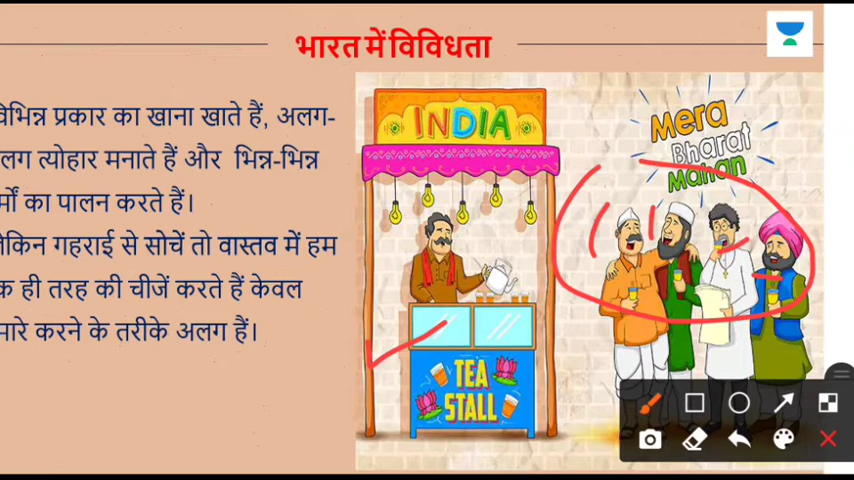 भारत में विविधता
प्रकार का खाना खाते हैं, अलग-
त्योहार मनाते हैं और भिन्न-भिन्न
का पालन करते हैं।
गहराई से सोचें तो वास्तव में हम
ही तरह की चीजें करते हैं केवल
करने के तरीके अलग हैं।
INDIA
Mera
Bharat
Mahan
TEA
STALL